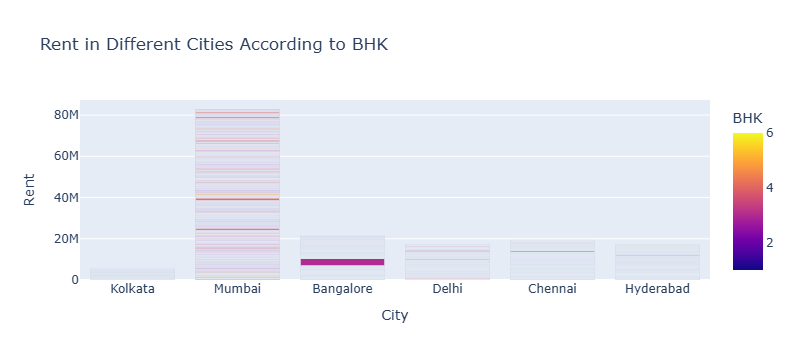 Rent in Different Cities According to BHK
BHK
80M
60M
40M
20M
0
Rent
6
4
2
Kolkata
Mumbai
Bangalore
Delhi
Chennai
Hyderabad
City